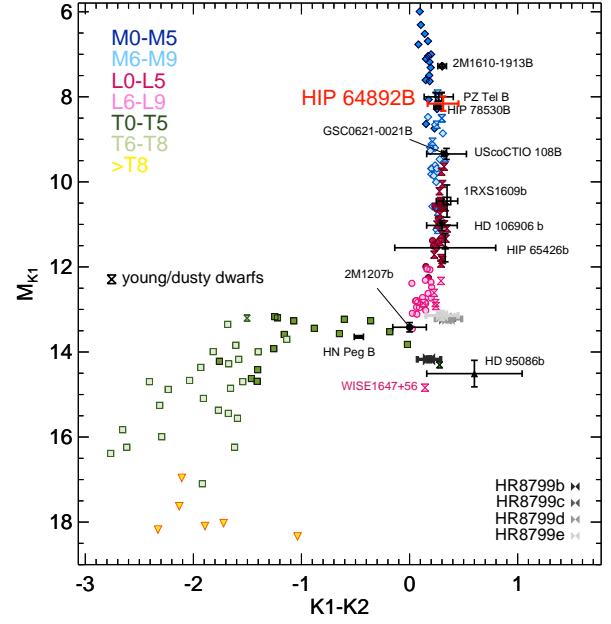 6
8
10
12
14
16
18
M_K1
M0-M5
M6-M9
L0-L5
L6-L9
T0-T5
T6-T8
>T8
2M1610-1913B
HIP 64892B
PZ Tel B
HIP 78530B
GSC0621-0021B
UScoCTIO 108B
1RXS1609b
HD 106906 b
HIP 65426b
young/dusty dwarfs
2M1207b
HN Peg B
HD 95086b
WISE1647+56
HR8799b
HR8799c
HR8799d
HR8799e
-3 -2 -1 0 1
K1-K2